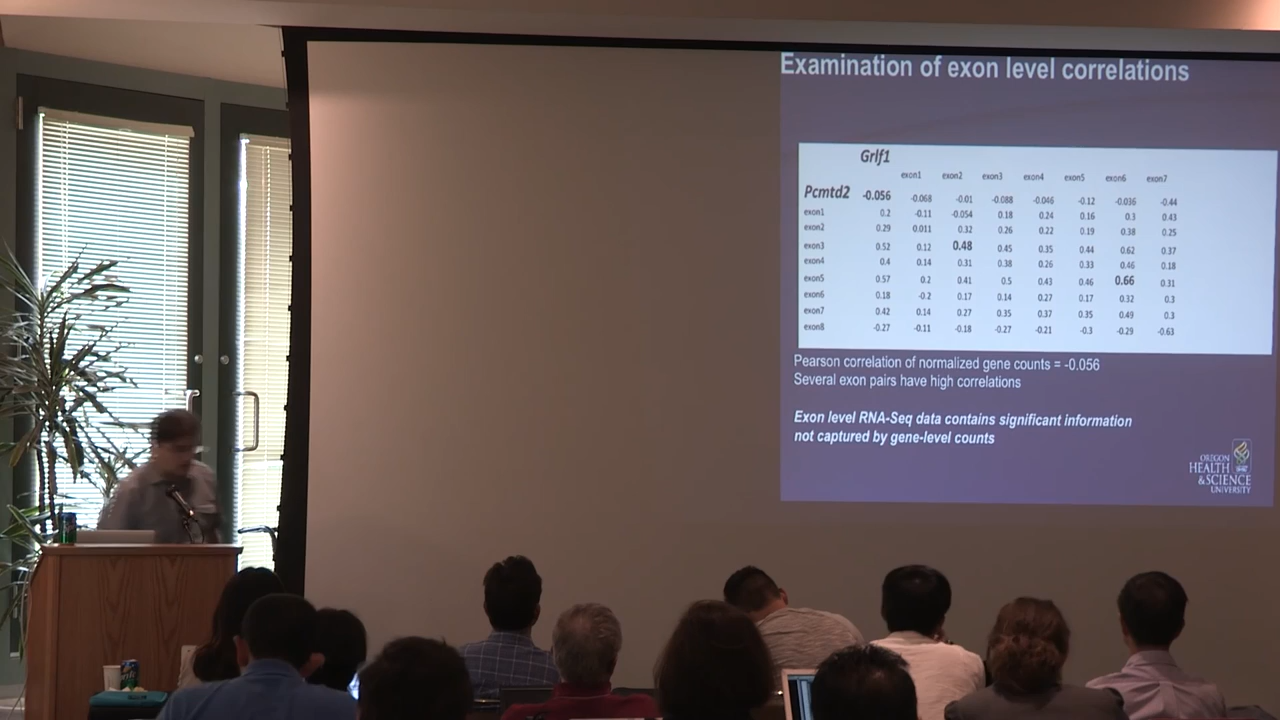 Examination of exon level correlations
Grlf1
exon1 exon2 exon3 exon4 exon5 exon6 exon7
Pcmtd2 -0.056 -0.068 -0.01 -0.088 -0.046 -0.12 -0.036 -0.44
exon1 0.2 -0.11 -0.054 0.18 0.24 0.16 0.3 0.43
exon2 0.29 0.011 0.32 0.26 0.22 0.19 0.38 0.25
exon3 0.52 0.12 0.48 0.45 0.35 0.44 0.62 0.37
exon4 0.4 0.14 0.31 0.38 0.26 0.33 0.46 0.18
exon5 0.57 0.2 0.41 0.5 0.43 0.46 0.66 0.31
exon6 0.18 -0.2 0.17 0.14 0.27 0.17 0.32 0.3
exon7 0.42 0.14 0.27 0.35 0.37 0.35 0.49 0.3
exon8 -0.27 -0.11 -0.18 -0.27 -0.21 -0.3 -0.29 -0.63
Pearson correlation of normalized gene counts = -0.056
Several exon pairs have high correlations
Exon level RNA-Seq data contains significant information
not captured by gene-level counts
OREGON
HEALTH
&SCIENCE
UNIVERSITY